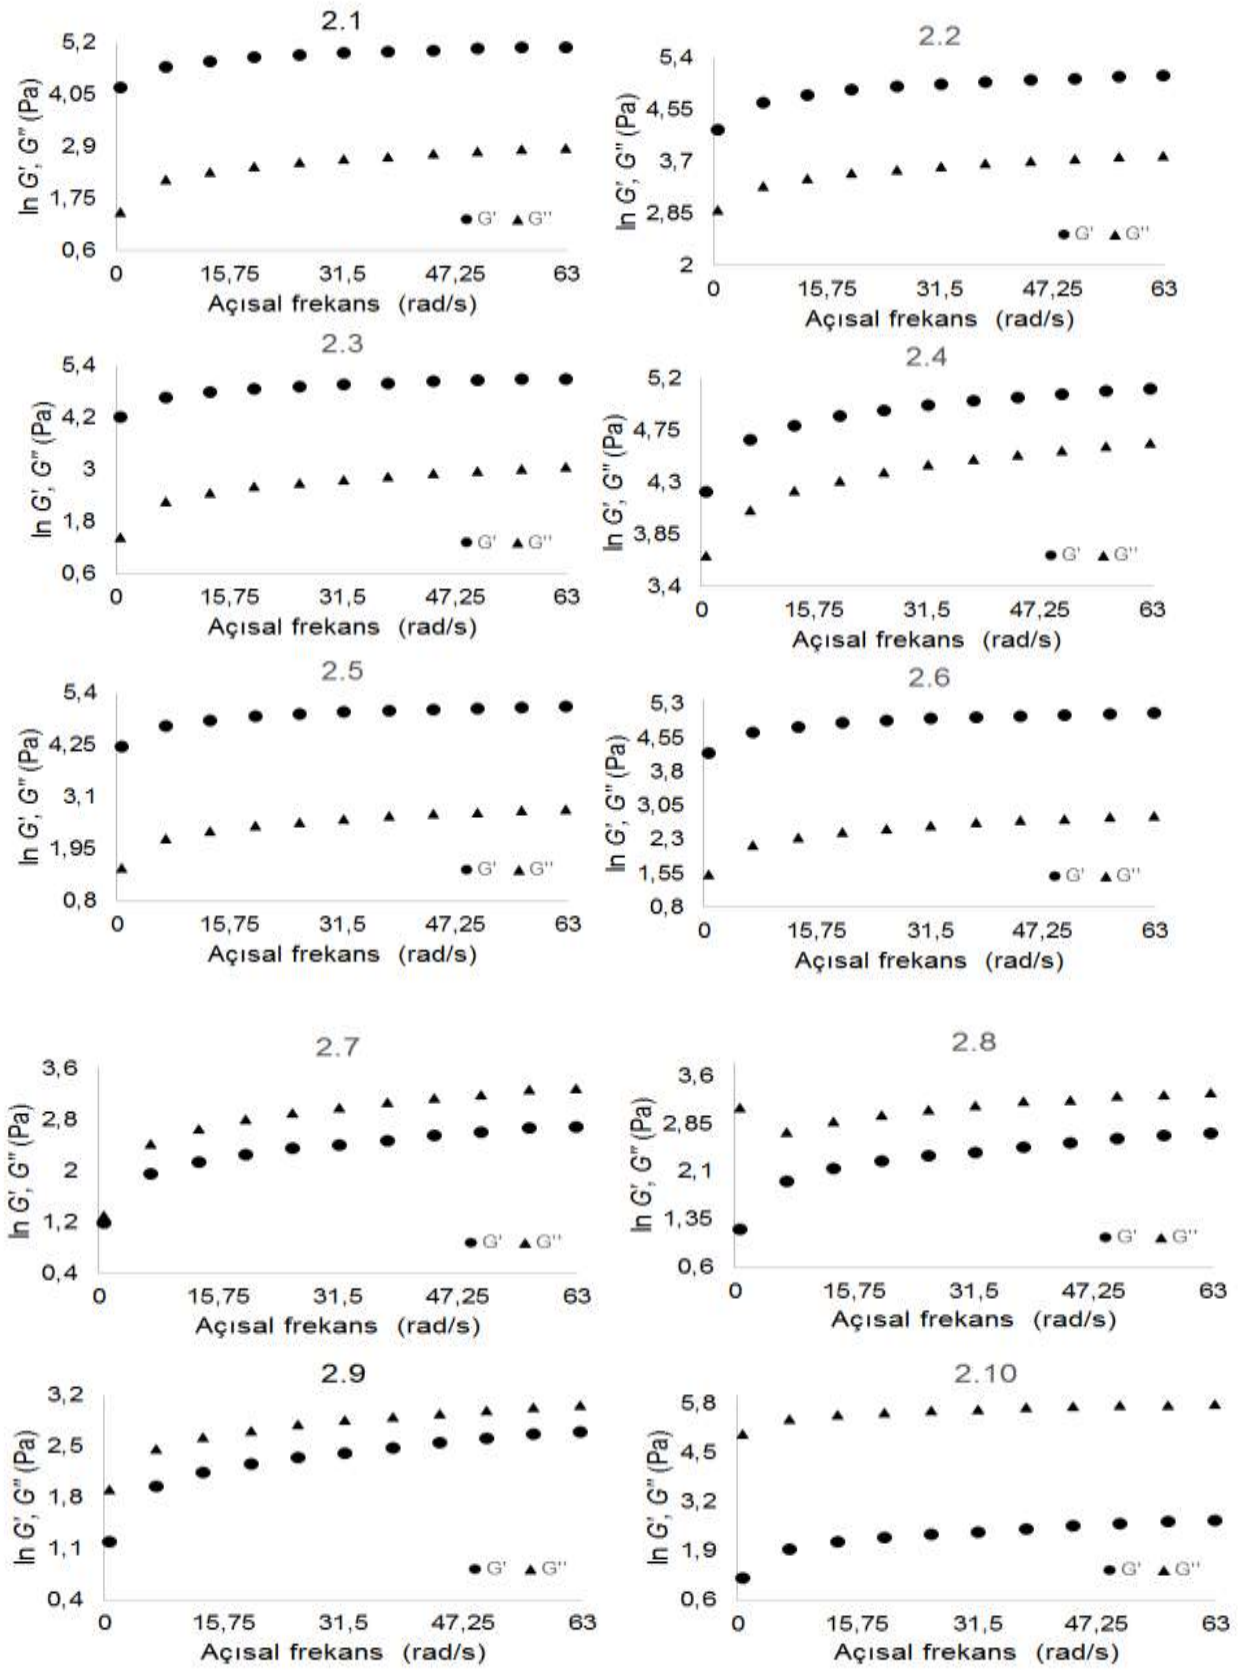 2.1
5,2
4,05
2,9
1,75
0,6
ln G', G" (Pa)
G' G''
0 15,75 31,5 47,25 63
Açısal frekans (rad/s)
2.2
5,4
4,55
3,7
2,85
2
ln G', G" (Pa)
G' G''
0 15,75 31,5 47,25 63
Açısal frekans (rad/s)
2.3
5,4
4,2
3
1,8
0,6
ln G', G" (Pa)
G' G''
0 15,75 31,5 47,25 63
Açısal frekans (rad/s)
2.4
5,2
4,75
4,3
3,85
3,4
ln G', G" (Pa)
G' G''
0 15,75 31,5 47,25 63
Açısal frekans (rad/s)
2.5
5,4
4,25
3,1
1,95
0,8
ln G', G" (Pa)
G' G''
0 15,75 31,5 47,25 63
Açısal frekans (rad/s)
2.6
5,3
4,55
3,8
3,05
2,3
1,55
0,8
ln G', G" (Pa)
G' G''
0 15,75 31,5 47,25 63
Açısal frekans (rad/s)
2.7
3,6
2,8
2
1,2
0,4
ln G', G" (Pa)
G' G''
0 15,75 31,5 47,25 63
Açısal frekans (rad/s)
2.8
3,6
2,85
2,1
1,35
0,6
ln G', G" (Pa)
G' G''
0 15,75 31,5 47,25 63
Açısal frekans (rad/s)
2.9
3,2
2,5
1,8
1,1
0,4
ln G', G" (Pa)
G' G''
0 15,75 31,5 47,25 63
Açısal frekans (rad/s)
2.10
5,8
4,5
3,2
1,9
0,6
ln G', G" (Pa)
G' G''
0 15,75 31,5 47,25 63
Açısal frekans (rad/s)